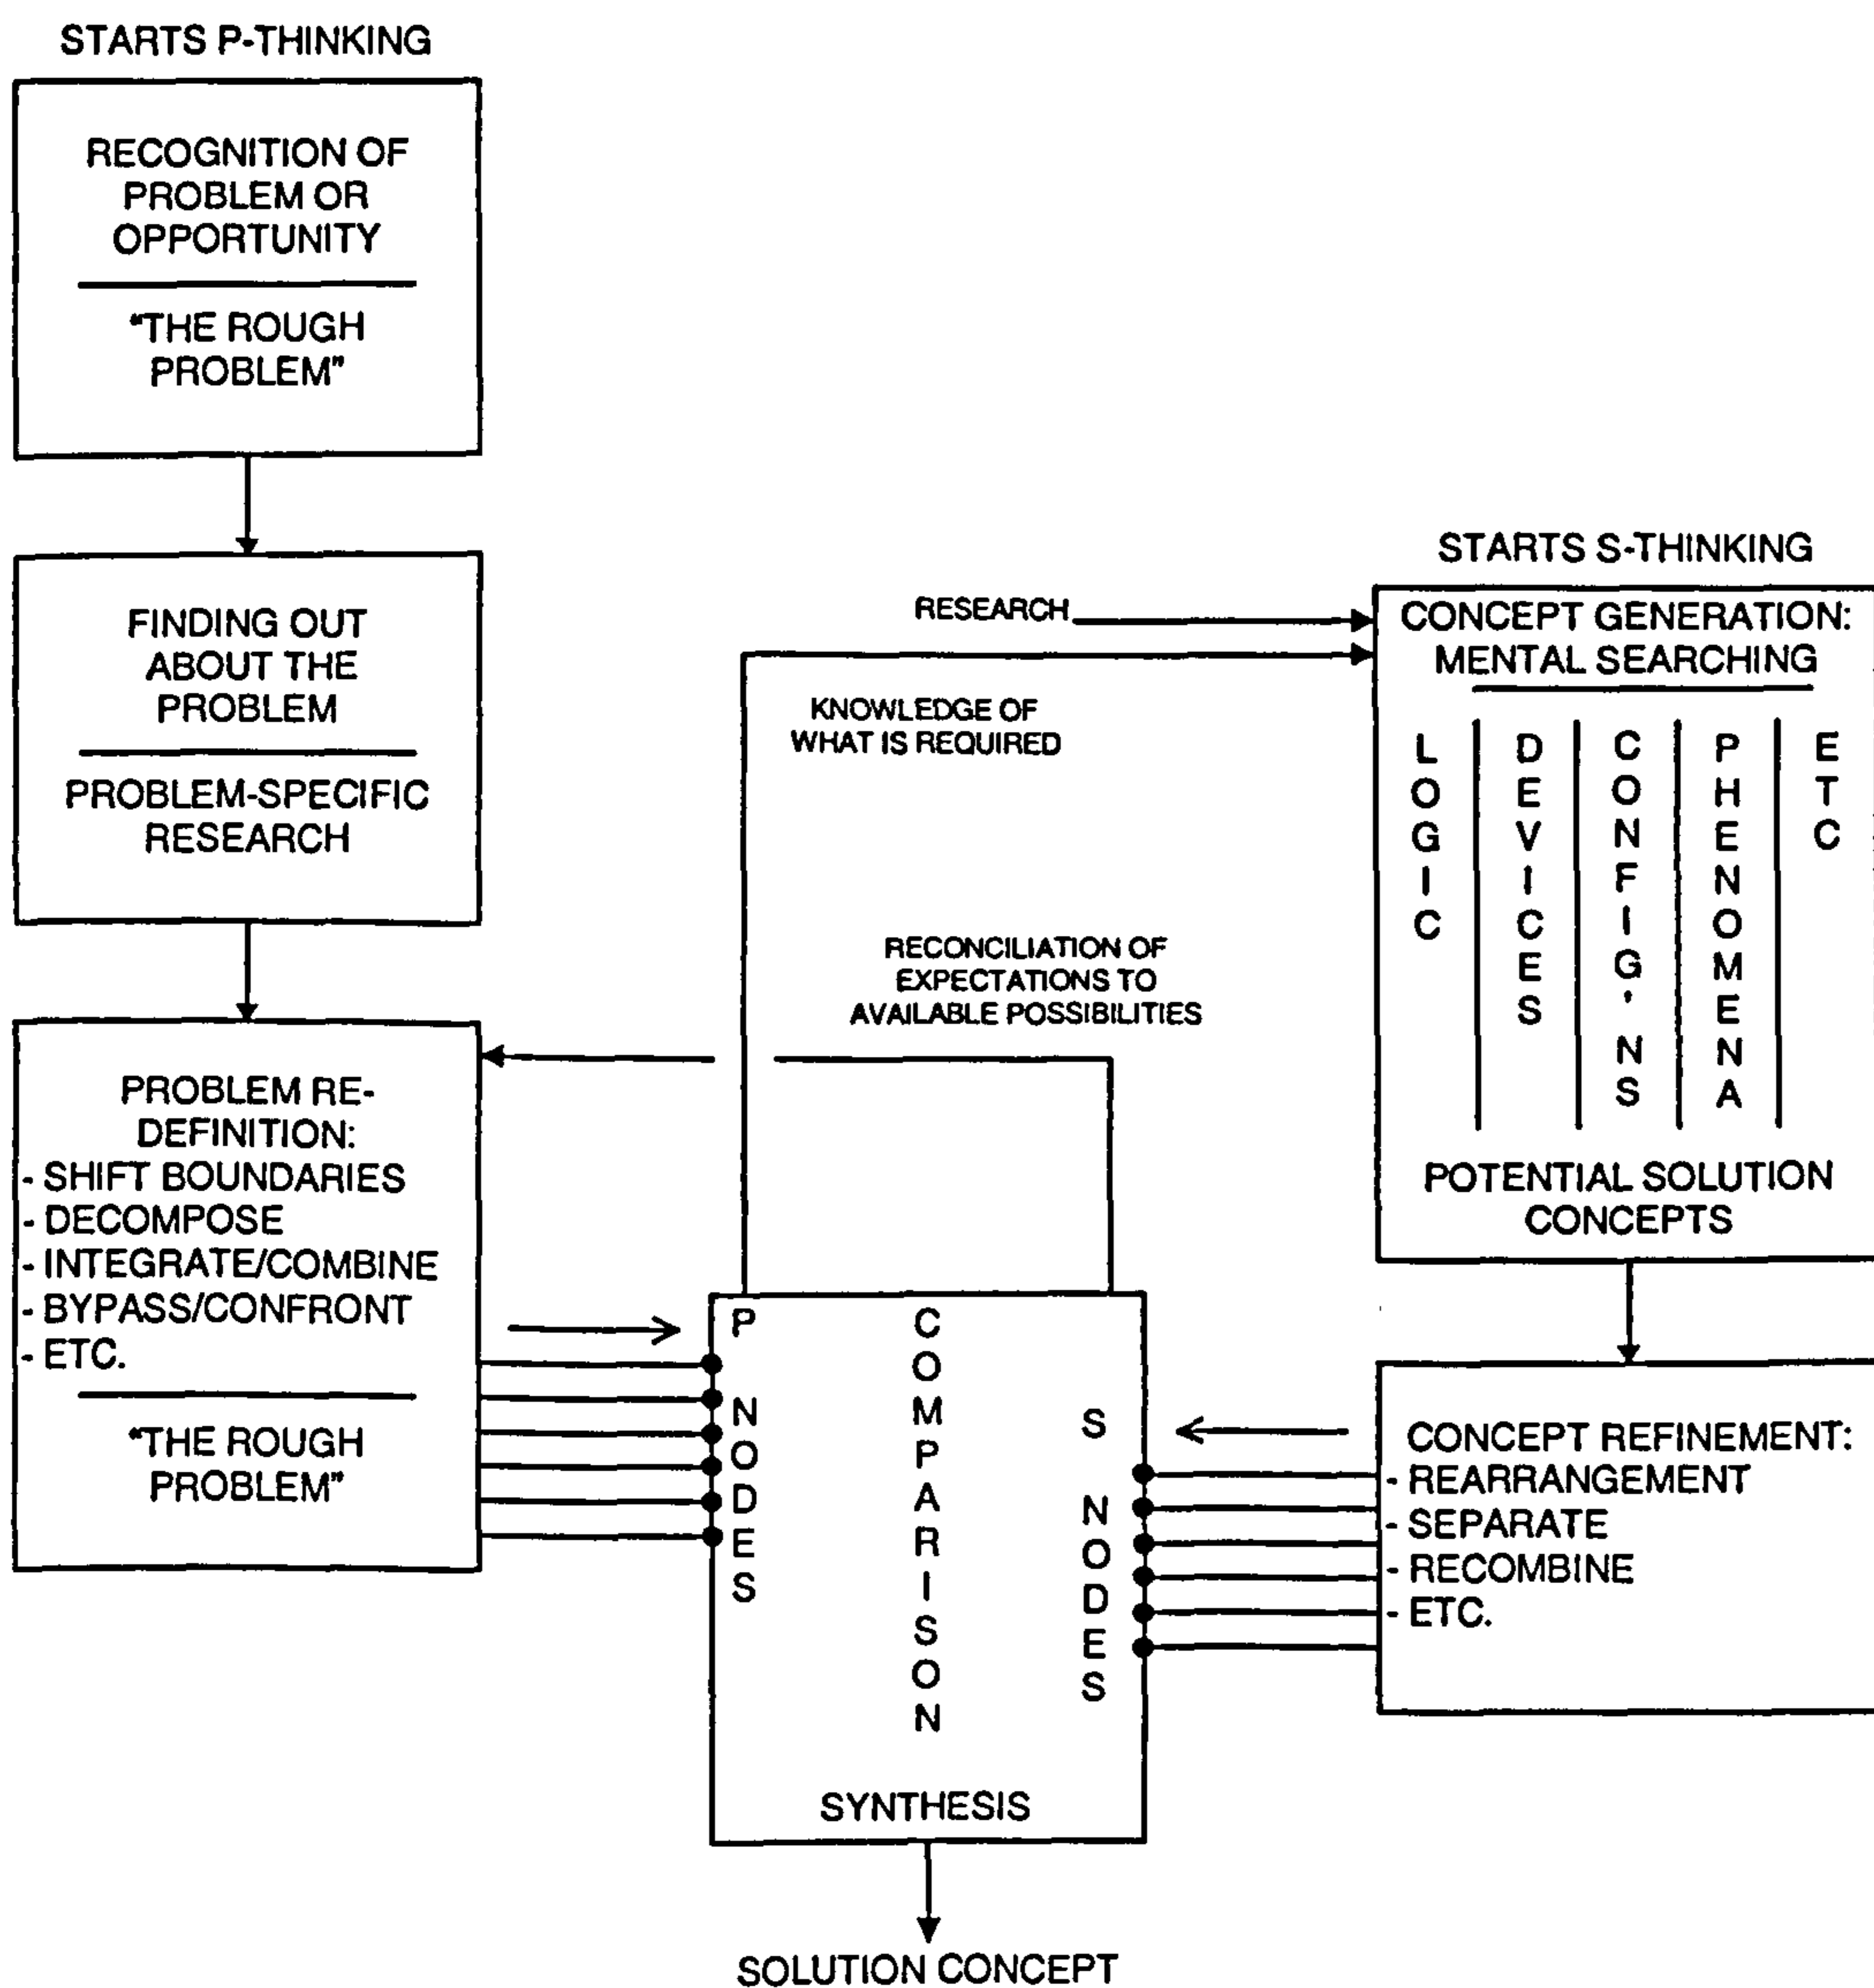 STARTS P-THINKING
RECOGNITION OF
PROBLEM OR
OPPORTUNITY
"THE ROUGH
PROBLEM"
FINDING OUT
ABOUT THE
PROBLEM
PROBLEM-SPECIFIC
RESEARCH
PROBLEM RE-
DEFINITION:
- SHIFT BOUNDARIES
- DECOMPOSE
- INTEGRATE/COMBINE
- BYPASS/CONFRONT
- ETC.
"THE ROUGH
PROBLEM"
RESEARCH
KNOWLEDGE OF
WHAT IS REQUIRED
RECONCILIATION OF
EXPECTATIONS TO
AVAILABLE POSSIBILITIES
P NODES
COMPARISON
S NODES
SYNTHESIS
SOLUTION CONCEPT
STARTS S-THINKING
CONCEPT GENERATION:
MENTAL SEARCHING
LOGIC
DEVICES
CONFIG'NS
PHENOMENA
ETC
POTENTIAL SOLUTION
CONCEPTS
CONCEPT REFINEMENT:
- REARRANGEMENT
- SEPARATE
- RECOMBINE
- ETC.